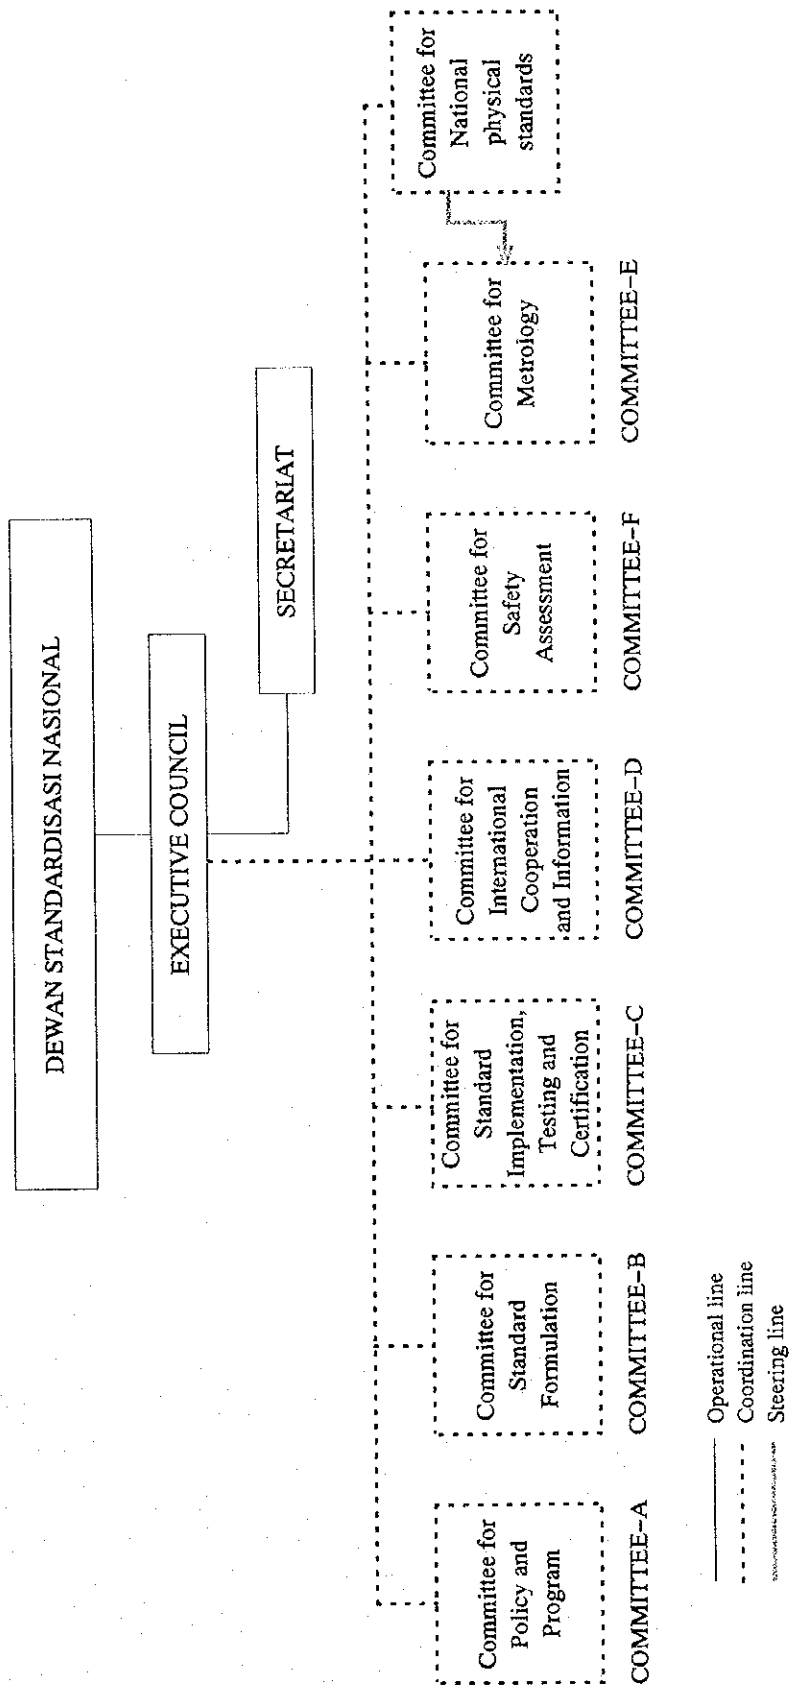 DEWAN STANDARDISASI NASIONAL
EXECUTIVE COUNCIL
SECRETARIAT
Committee for
Policy and
Program
COMMITTEE-A
Committee for
Standard
Formulation
COMMITTEE-B
Committee for
Standard
Implementation,
Testing and
Certification
COMMITTEE-C
Committee for
International
Cooperation
and Information
COMMITTEE-D
Committee for
Safety
Assessment
COMMITTEE-F
Committee for
Metrology
COMMITTEE-E
Committee for
National
physical
standards
Operational line
Coordination line
Steering line